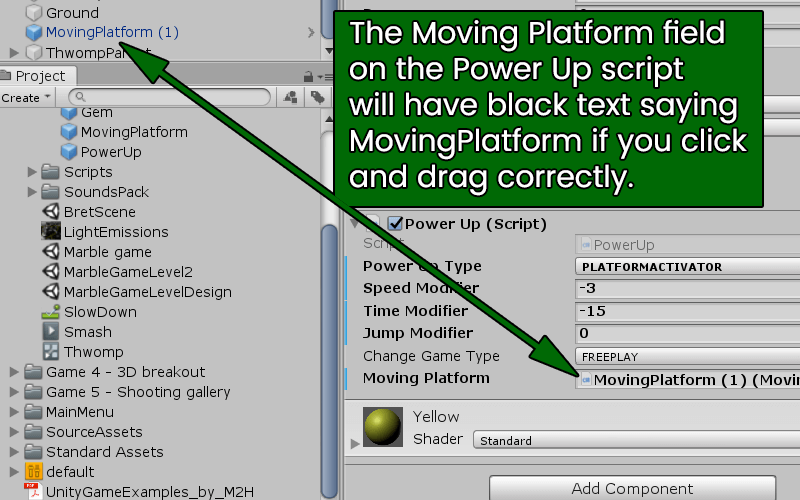 Ground
MovingPlatform (1)
ThwompParent
Project
Create
Gem
MovingPlatform
PowerUp
Scripts
SoundsPack
BretScene
LightEmissions
Marble game
MarbleGameLevel2
MarbleGameLevelDesign
SlowDown
Smash
Thwomp
Game 4 - 3D breakout
Game 5 - Shooting gallery
MainMenu
SourceAssets
Standard Assets
default
UnityGameExamples_by_M2H
The Moving Platform field
on the Power Up script
will have black text saying
MovingPlatform if you click
and drag correctly.
Power Up (Script)
Script PowerUp
Power Up Type PLATFORMACTIVATOR
Speed Modifier -3
Time Modifier -15
Jump Modifier 0
Change Game Type FREEPLAY
Moving Platform MovingPlatform (1) (Movin
Yellow
Shader Standard
Add Component